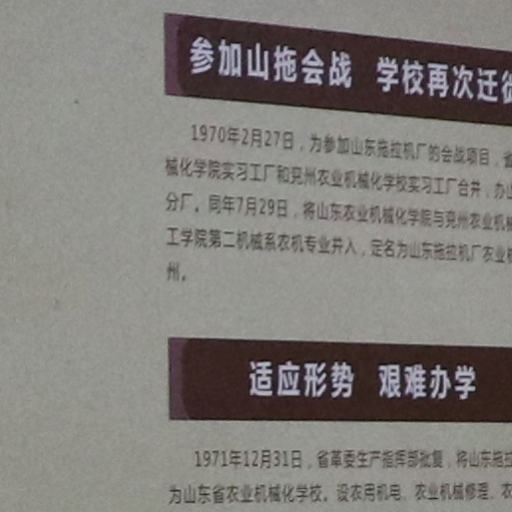 参加山拖会战 学校再次迁徙
1970年2月27日，为参加山东拖拉机厂的会战项目，省
械化学院实习工厂和兖州农业机械化学校实习工厂合并，办山
分厂。同年7月29日，将山东农业机械化学院与兖州农业机械
工学院第二机械系农机专业并入，定名为山东拖拉机厂农业机
州。
适应形势 艰难办学
1971年12月31日，省革委生产指挥部批复，将山东拖拉
为山东省农业机械化学校。设农用机电、农业机械修理、农